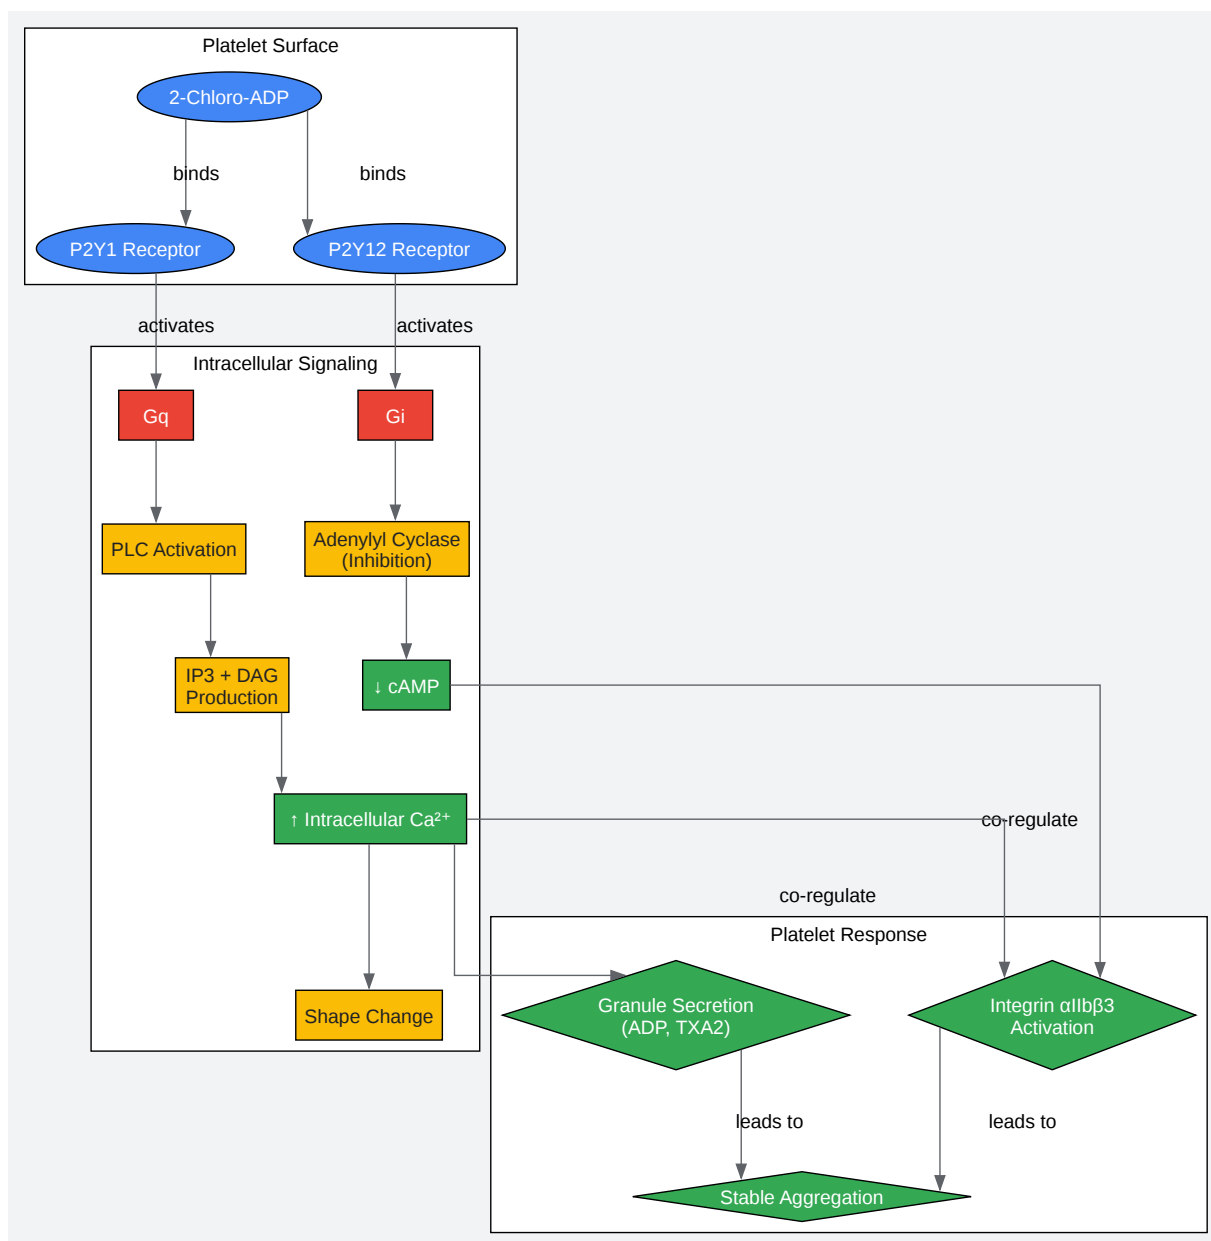 Platelet Surface
2-Chloro-ADP
binds
binds
P2Y1 Receptor
P2Y12 Receptor
activates
activates
Intracellular Signaling
Gq
Gi
PLC Activation
Adenylyl Cyclase
(Inhibition)
IP3 + DAG
Production
↓ cAMP
↑ Intracellular Ca²⁺
co-regulate
co-regulate
Platelet Response
Shape Change
Granule Secretion
(ADP, TXA2)
Integrin αIIbβ3
Activation
leads to
leads to
Stable Aggregation